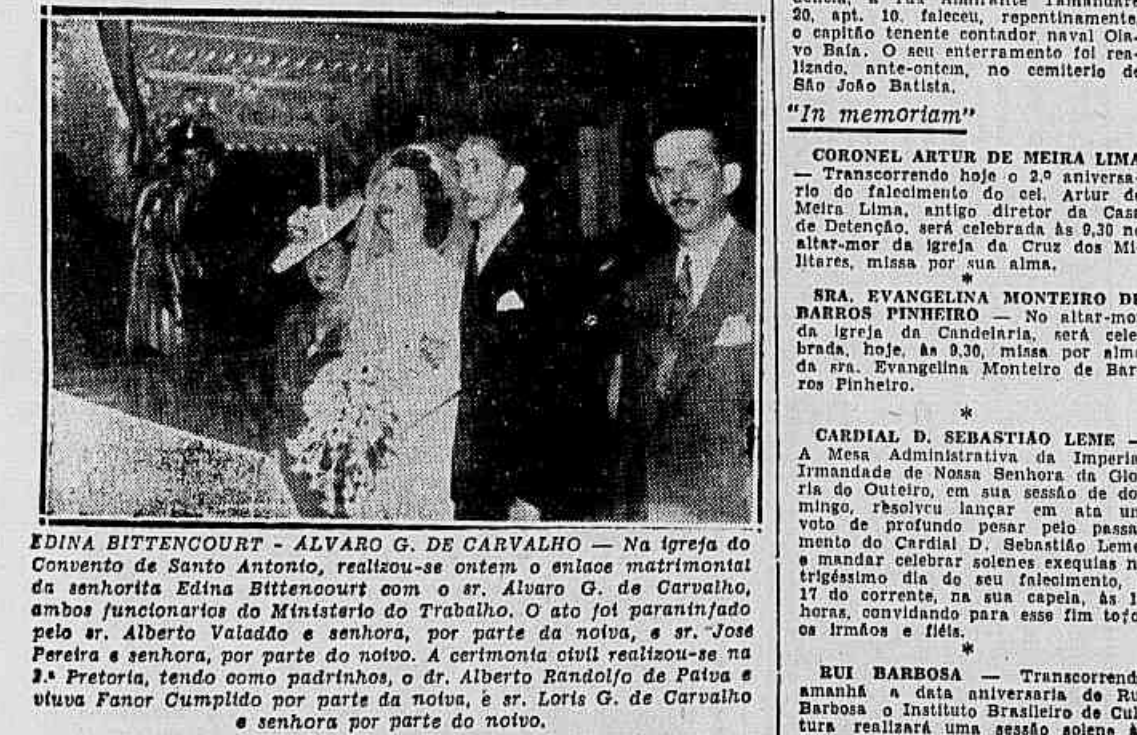 EDINA BITTENCOURT - ALVARO G. DE CARVALHO — Na igreja do
Convento de Santo Antonio, realizou-se ontem o enlace matrimonial
da senhorita Edina Bittencourt com o sr. Alvaro G. de Carvalho,
ambos funcionarios do Ministerio do Trabalho. O ato foi paraninfado
pelo sr. Alberto Valadão e senhora, por parte da noiva, e sr. José
Pereira e senhora, por parte do noivo. A cerimonia civil realizou-se na
2.ª Pretoria, tendo como padrinhos, o dr. Alberto Randolfo de Paiva e
viuva Fanor Cumplido por parte da noiva, e sr. Loris G. de Carvalho
e senhora por parte do noivo.
20, apt. 10. faleceu, repentinamente,
o capitão tenente contador naval Ola-
vo Baía. O seu enterramento foi rea-
lizado, ante-ontem, no cemiterio de
São João Batista.
"In memoriam"
CORONEL ARTUR DE MEIRA LIMA
— Transcorrendo hoje o 2.º aniversa-
rio do falecimento do cel. Artur de
Meira Lima, antigo diretor da Casa
de Detenção, será celebrada às 9,30 no
altar-mor da igreja da Cruz dos Mi-
litares, missa por sua alma.
*
SRA. EVANGELINA MONTEIRO DE
BARROS PINHEIRO — No altar-mor
da igreja da Candelaria, será cele-
brada, hoje, às 9,30, missa por alma
da sra. Evangelina Monteiro de Bar-
ros Pinheiro.
*
CARDIAL D. SEBASTIÃO LEME —
A Mesa Administrativa da Imperial
Irmandade de Nossa Senhora da Glo-
ria do Outeiro, em sua sessão de do-
mingo, resolveu lançar em ata um
voto de profundo pesar pelo passa-
mento do Cardial D. Sebastião Leme
e mandar celebrar solenes exequias no
trigéssimo dia do seu falecimento, a
17 do corrente, na sua capela, às 1
horas, convidando para esse fim tofo
os irmãos e fiéis.
*
RUI BARBOSA — Transcorrendo
amanhã a data aniversaria de Rui
Barbosa o Instituto Brasileiro de Cul-
tura realizará uma sessão solene à